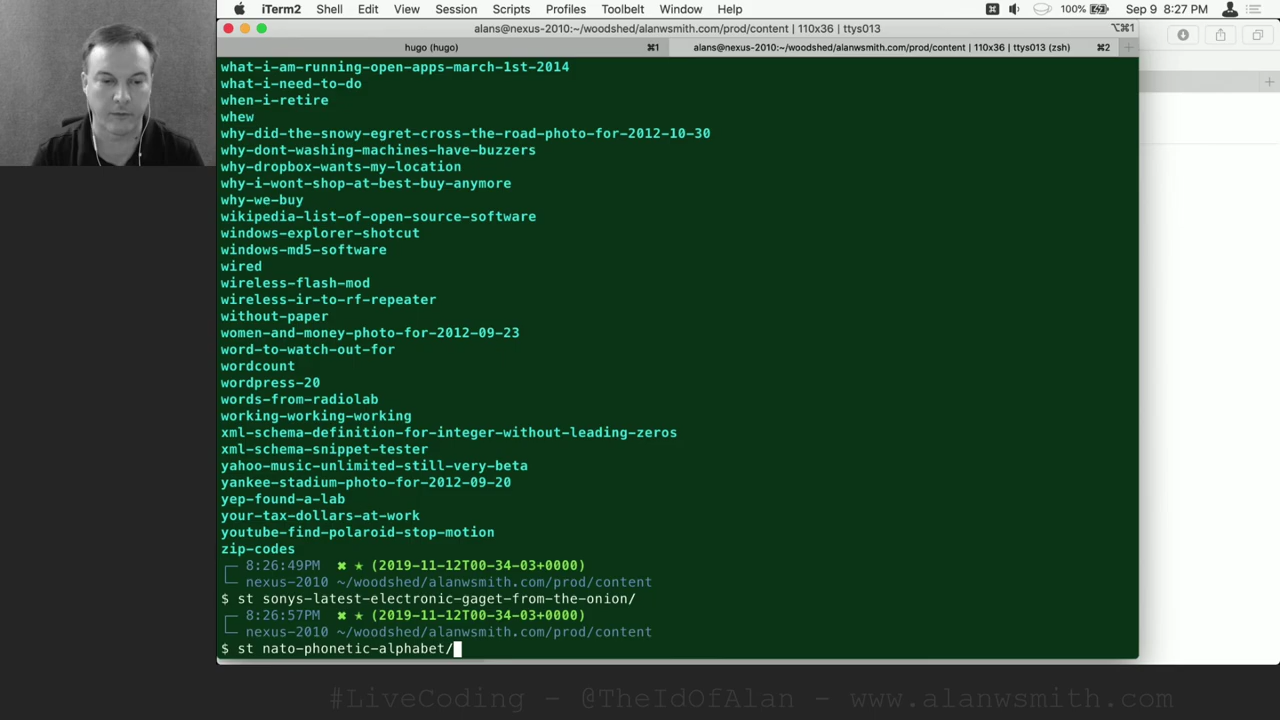 iTerm2 Shell Edit View Session Scripts Profiles Toolbelt Window Help 100% Sep 9 8:27 PM
alans@nexus-2010:~/woodshed/alanwsmith.com/prod/content | 110x36 | ttys013 ⌥⌘1
hugo (hugo) ⌘1 alans@nexus-2010:~/woodshed/alanwsmith.com/prod/content | 110x36 | ttys013 (zsh) ⌘2 +
what-i-am-running-open-apps-march-1st-2014
what-i-need-to-do
when-i-retire
whew
why-did-the-snowy-egret-cross-the-road-photo-for-2012-10-30
why-dont-washing-machines-have-buzzers
why-dropbox-wants-my-location
why-i-wont-shop-at-best-buy-anymore
why-we-buy
wikipedia-list-of-open-source-software
windows-explorer-shotcut
windows-md5-software
wired
wireless-flash-mod
wireless-ir-to-rf-repeater
without-paper
women-and-money-photo-for-2012-09-23
word-to-watch-out-for
wordcount
wordpress-20
words-from-radiolab
working-working-working
xml-schema-definition-for-integer-without-leading-zeros
xml-schema-snippet-tester
yahoo-music-unlimited-still-very-beta
yankee-stadium-photo-for-2012-09-20
yep-found-a-lab
your-tax-dollars-at-work
youtube-find-polaroid-stop-motion
zip-codes
8:26:49PM ✖ ★ (2019-11-12T00-34-03+0000)
nexus-2010 ~/woodshed/alanwsmith.com/prod/content
$ st sonys-latest-electronic-gaget-from-the-onion/
8:26:57PM ✖ ★ (2019-11-12T00-34-03+0000)
nexus-2010 ~/woodshed/alanwsmith.com/prod/content
$ st nato-phonetic-alphabet/
#LiveCoding - @TheIdOfAlan - www.alanwsmith.com